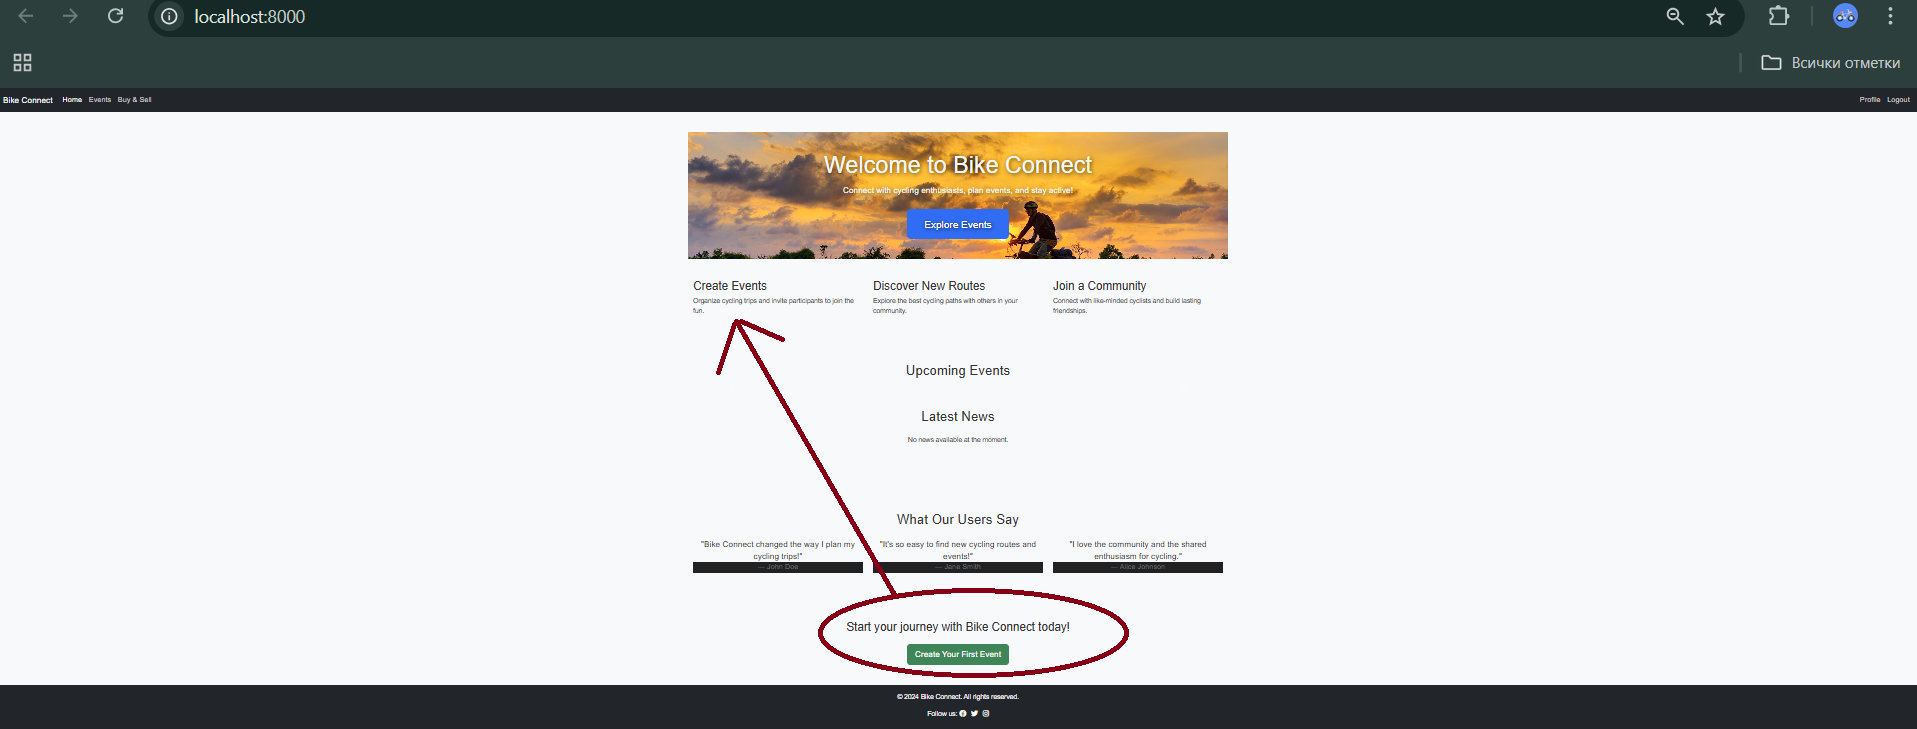 localhost:8000
Всички отметки
Bike Connect Home Events Buy & Sell Profile Logout
Welcome to Bike Connect
Connect with cycling enthusiasts, plan events, and stay active!
Explore Events
Create Events
Organize cycling trips and invite participants to join the
fun.
Discover New Routes
Explore the best cycling paths with others in your
community.
Join a Community
Connect with like-minded cyclists and build lasting
friendships.
Upcoming Events
Latest News
No news available at the moment.
What Our Users Say
"Bike Connect changed the way I plan my
cycling trips!"
— John Doe
"It's so easy to find new cycling routes and
events!"
— Jane Smith
"I love the community and the shared
enthusiasm for cycling."
— Alice Johnson
Start your journey with Bike Connect today!
Create Your First Event
© 2024 Bike Connect. All rights reserved.
Follow us: